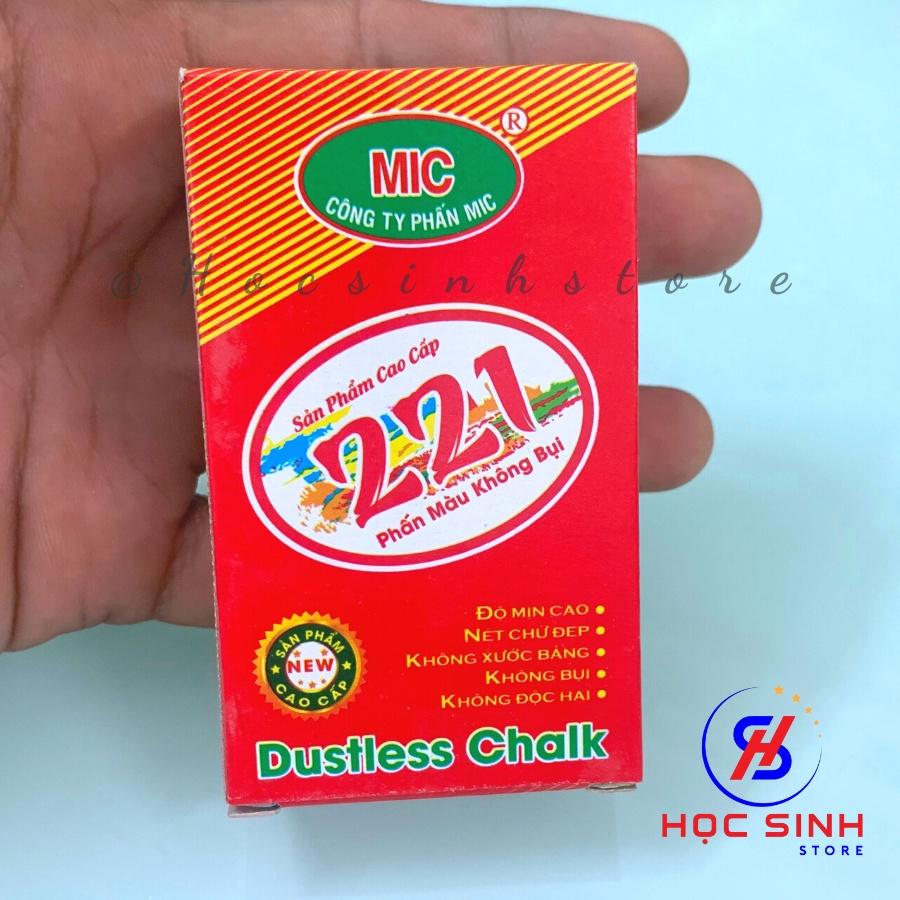 MIC
®
CÔNG TY PHẤN MIC
@Hocsinhstore
Sản Phẩm Cao Cấp
221
Phấn Màu Không Bụi
SẢN PHẨM
NEW
CAO CẤP
ĐỘ MỊN CAO •
NÉT CHỮ ĐẸP •
KHÔNG XƯỚC BẢNG •
KHÔNG BỤI •
KHÔNG ĐỘC HẠI •
Dustless Chalk
SH
HỌC SINH
STORE